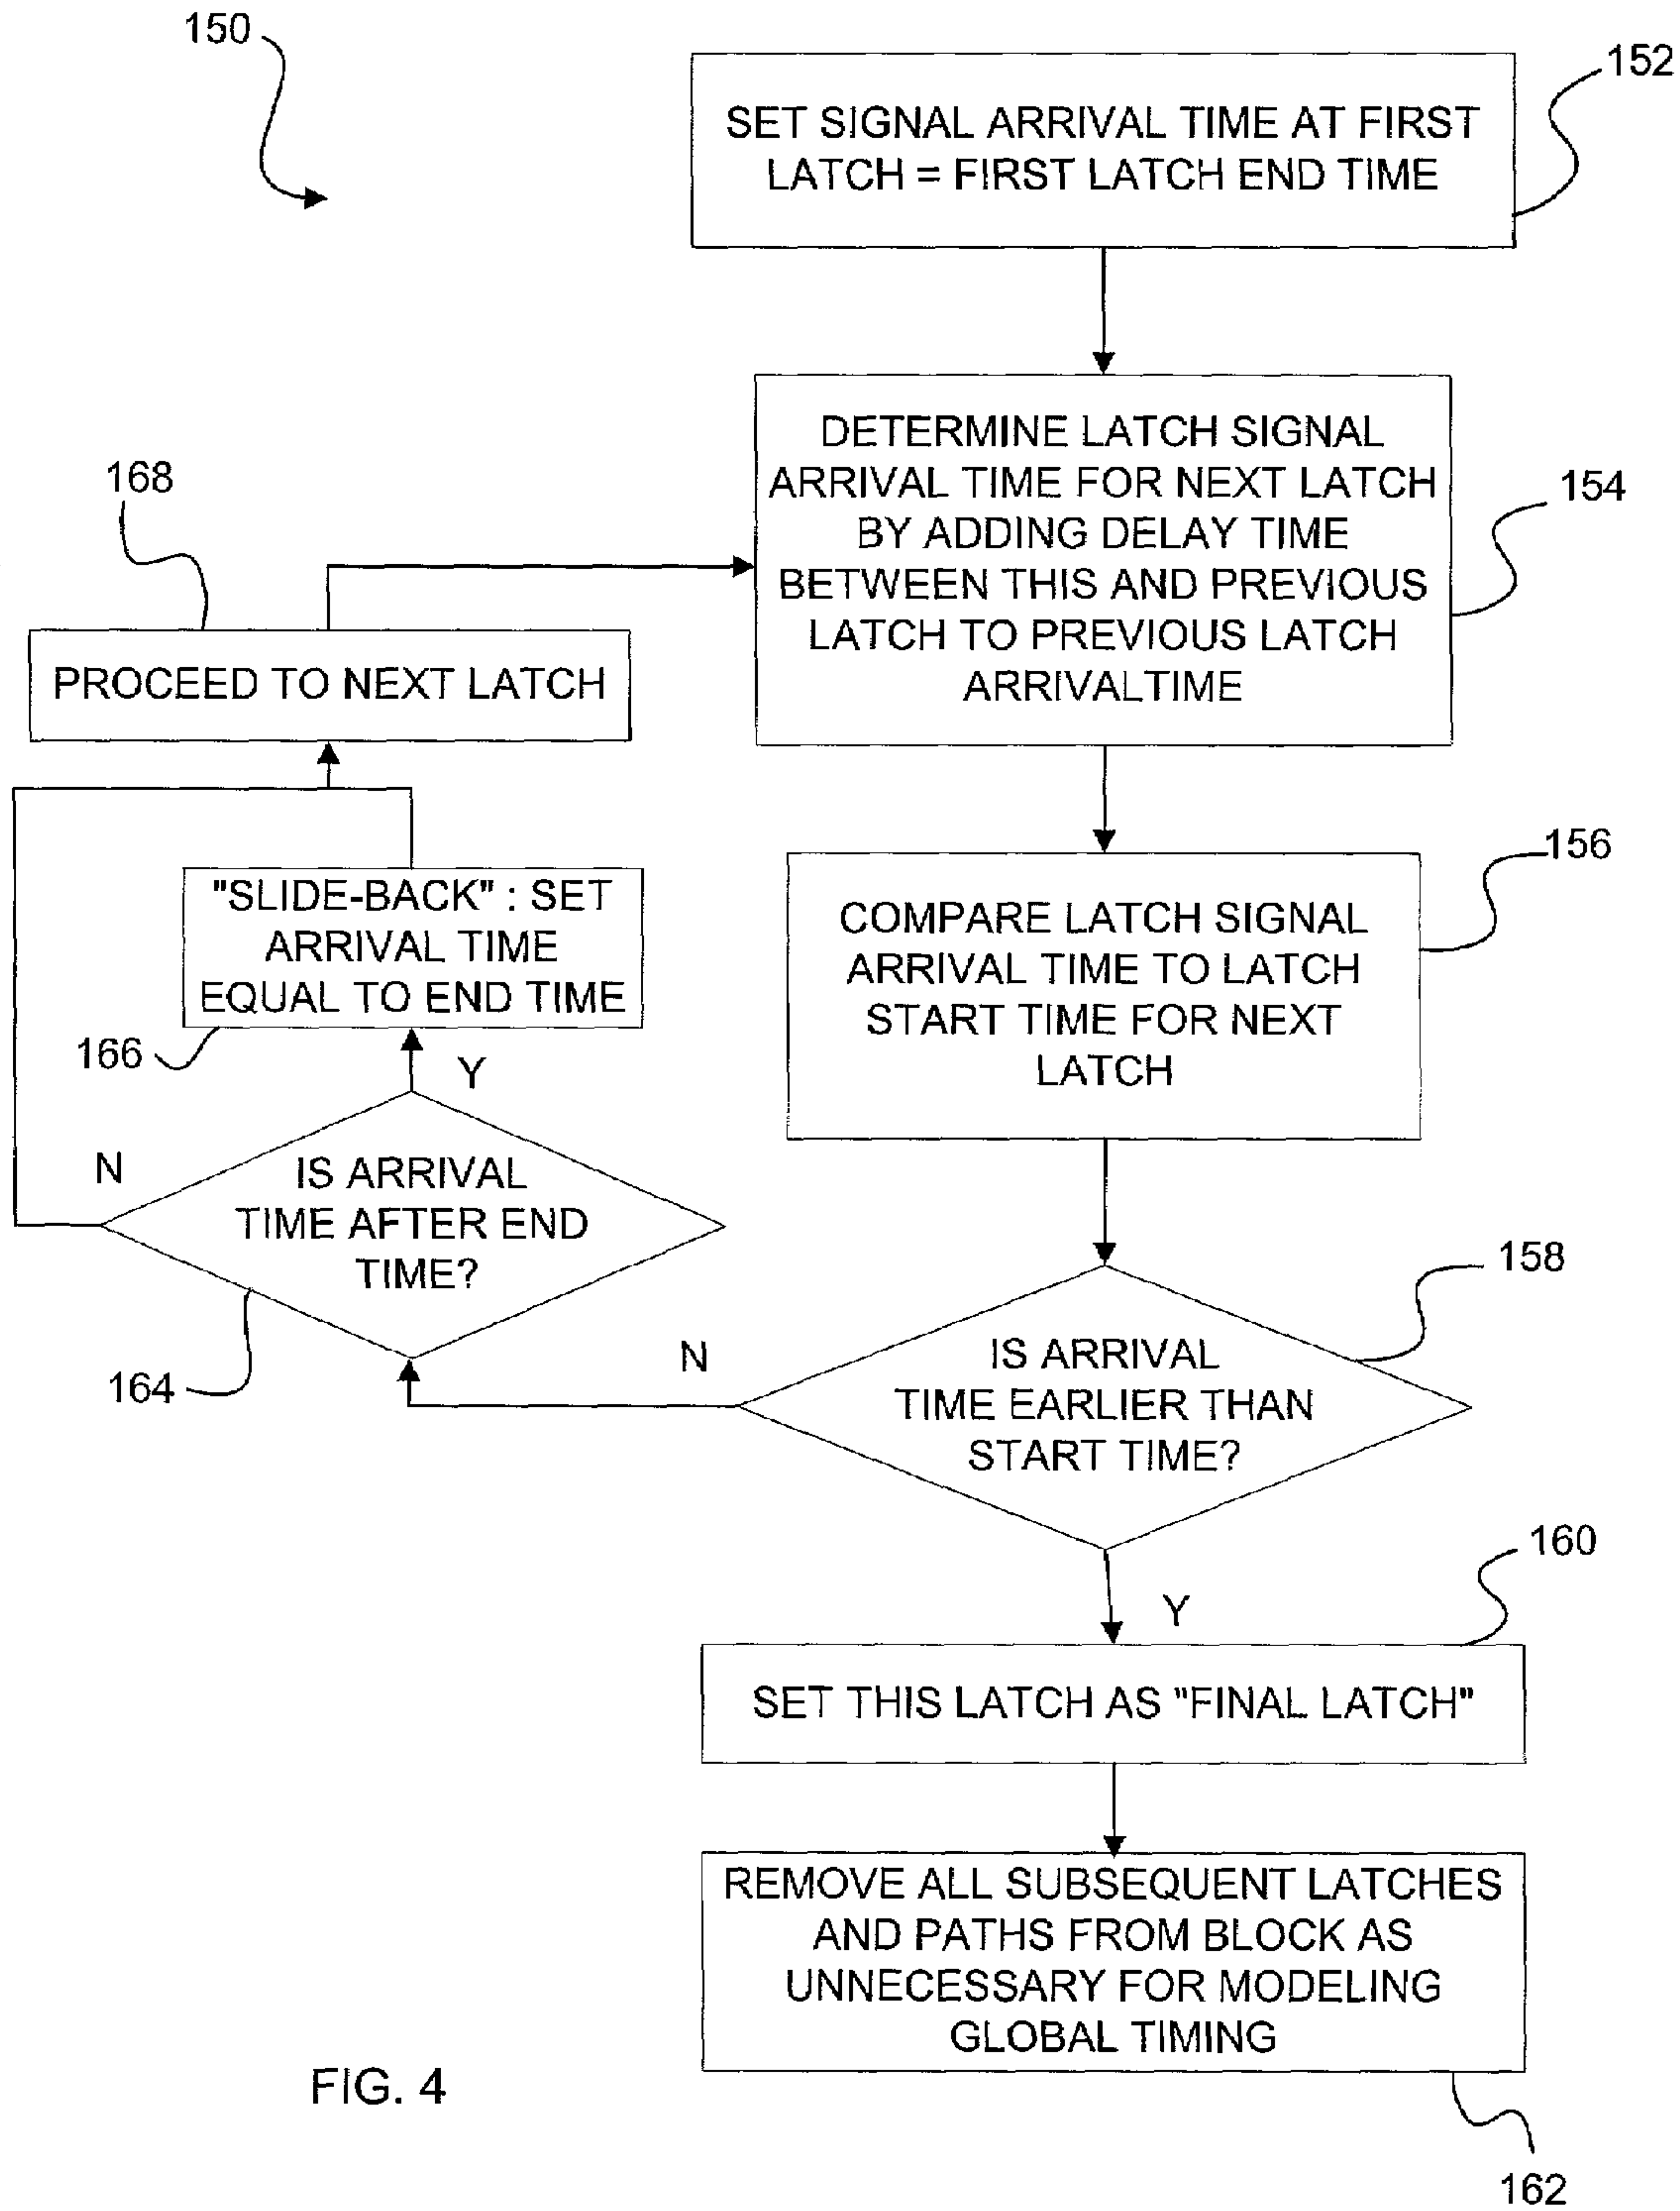 150
152
SET SIGNAL ARRIVAL TIME AT FIRST
LATCH = FIRST LATCH END TIME
168
154
DETERMINE LATCH SIGNAL
ARRIVAL TIME FOR NEXT LATCH
BY ADDING DELAY TIME
BETWEEN THIS AND PREVIOUS
LATCH TO PREVIOUS LATCH
ARRIVALTIME
PROCEED TO NEXT LATCH
156
COMPARE LATCH SIGNAL
ARRIVAL TIME TO LATCH
START TIME FOR NEXT
LATCH
"SLIDE-BACK" : SET
ARRIVAL TIME
EQUAL TO END TIME
166
Y
N
IS ARRIVAL
TIME AFTER END
TIME?
164
N
158
IS ARRIVAL
TIME EARLIER THAN
START TIME?
Y
160
SET THIS LATCH AS "FINAL LATCH"
REMOVE ALL SUBSEQUENT LATCHES
AND PATHS FROM BLOCK AS
UNNECESSARY FOR MODELING
GLOBAL TIMING
162
FIG. 4